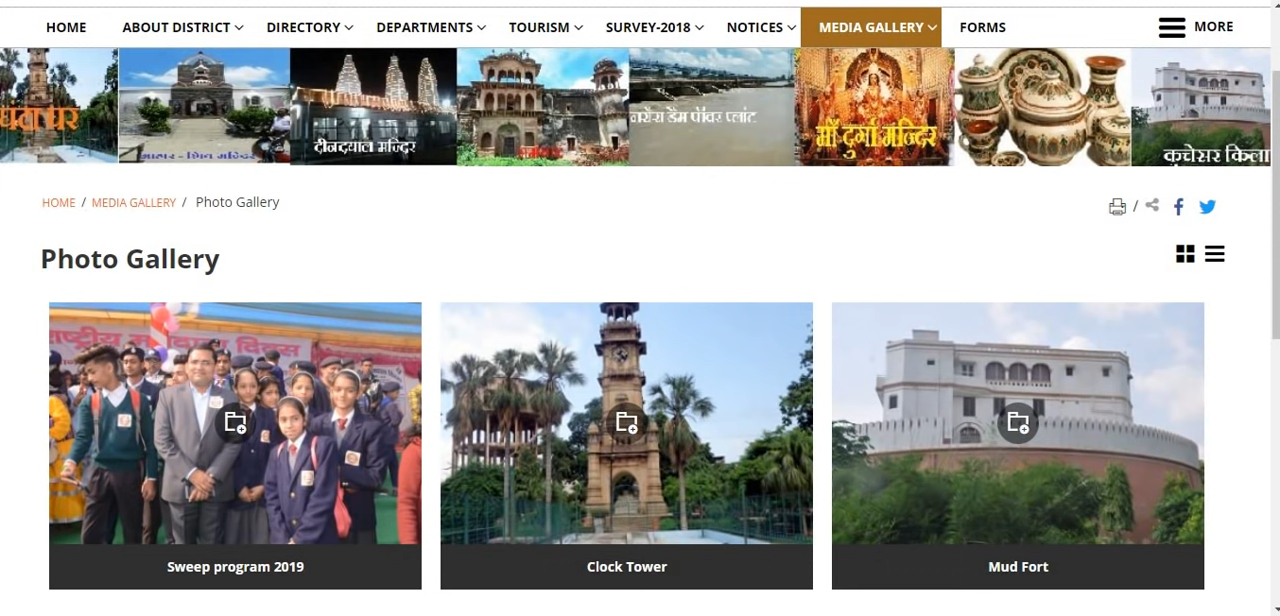 HOME ABOUT DISTRICT DIRECTORY DEPARTMENTS TOURISM SURVEY-2018 NOTICES MEDIA GALLERY FORMS MORE
दीनदयाल मन्दिर
नरौरा डैम पॉवर प्लांट
माँ दुर्गा मन्दिर
कुचेसर किला
HOME / MEDIA GALLERY / Photo Gallery
Photo Gallery
Sweep program 2019
Clock Tower
Mud Fort